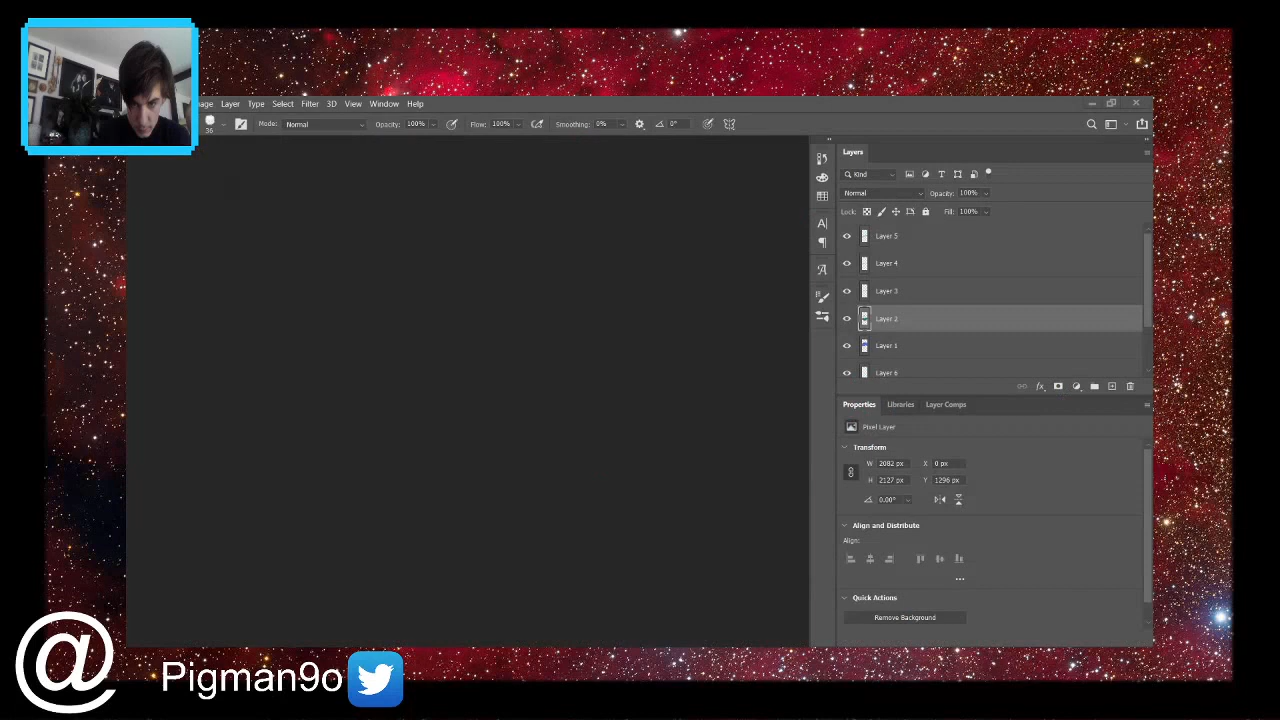 age Layer Type Select Filter 3D View Window Help
36 Mode: Normal Opacity: 100% Flow: 100% Smoothing: 0% 0°
Layers
Kind
Normal Opacity: 100%
Lock: Fill: 100%
Layer 5
Layer 4
Layer 3
Layer 2
Layer 1
Layer 6
fx
Properties Libraries Layer Comps
Pixel Layer
Transform
W 2082 px X 0 px
H 2127 px Y 1296 px
0.00°
Align and Distribute
Align:
Quick Actions
Remove Background
@ Pigman9o